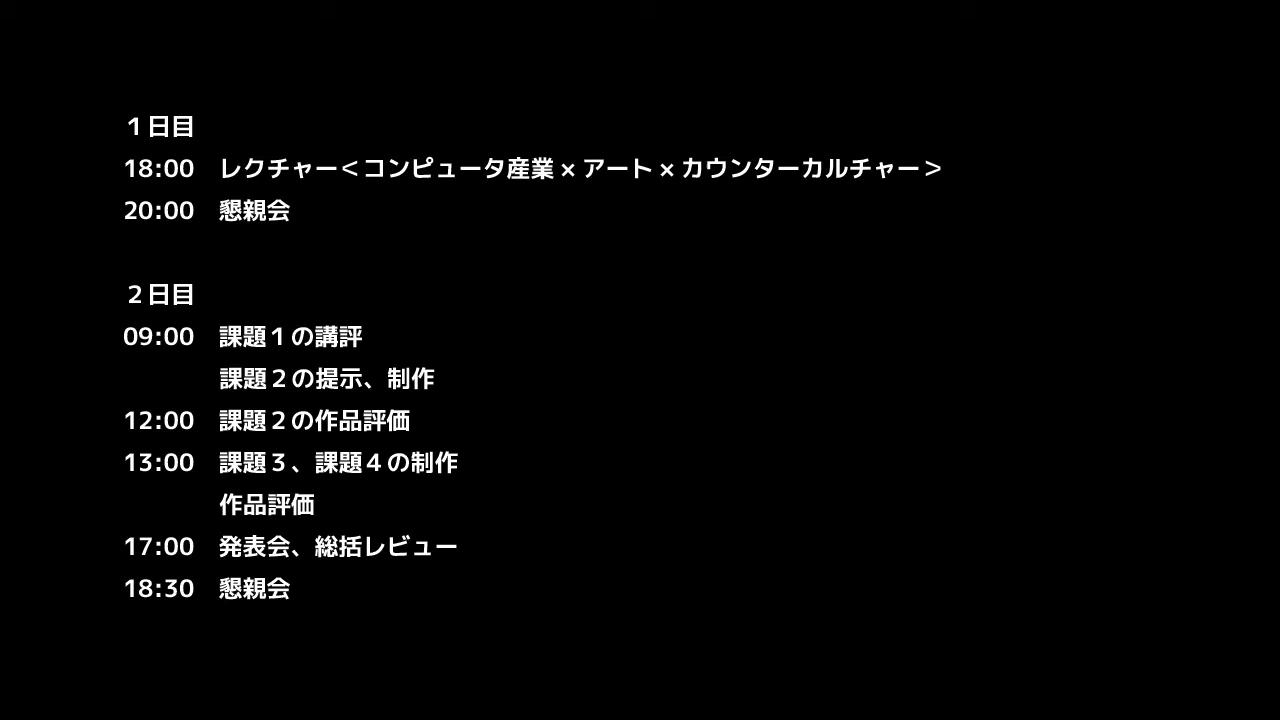 １日目
18:00　レクチャー＜コンピュータ産業 × アート × カウンターカルチャー＞
20:00　懇親会
２日目
09:00　課題１の講評
課題２の提示、制作
12:00　課題２の作品評価
13:00　課題３、課題４の制作
作品評価
17:00　発表会、総括レビュー
18:30　懇親会